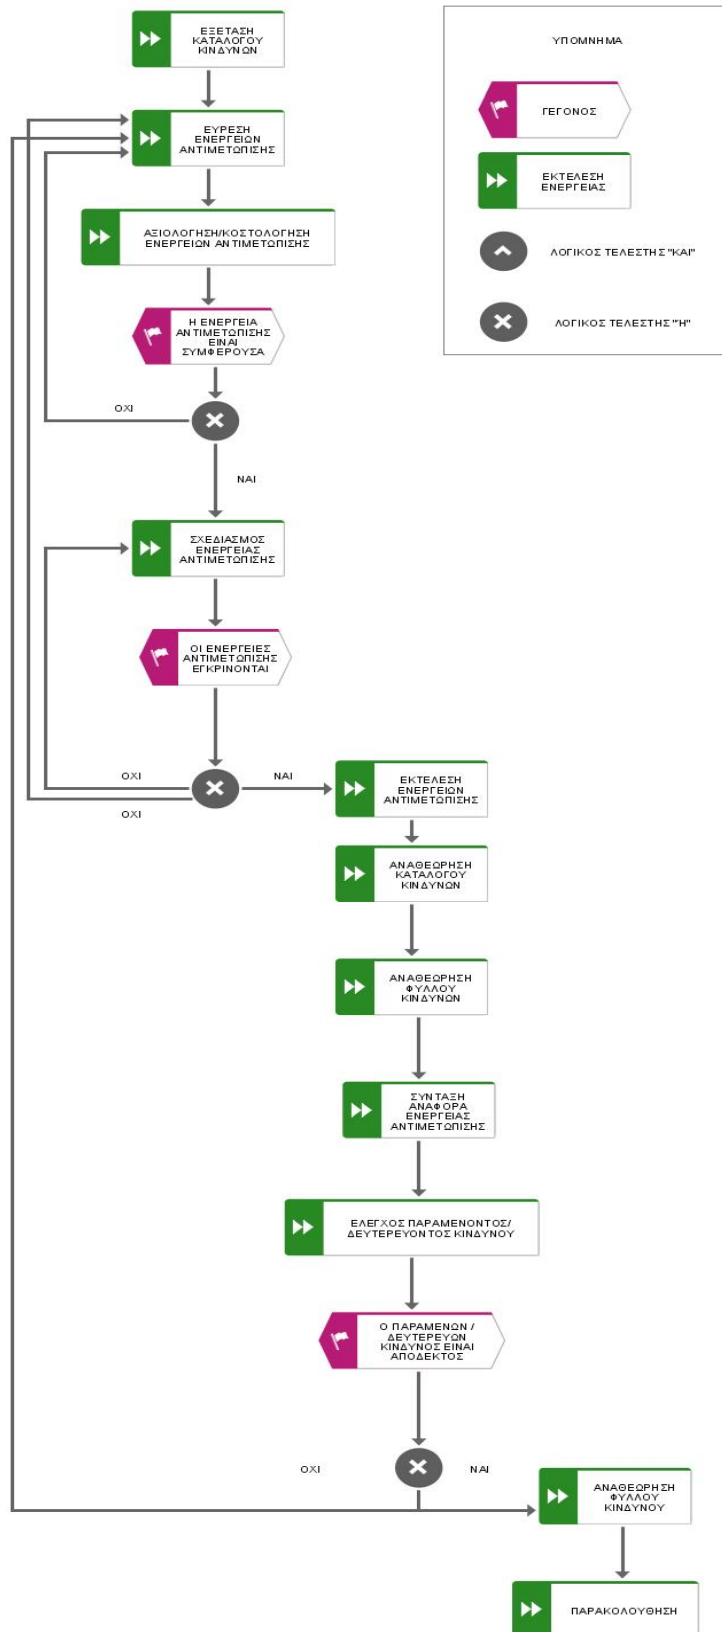 ΕΞΕΤΑΣΗ
ΚΑΤΑΛΟΓΟΥ
ΚΙΝΔΥΝΩΝ
ΕΥΡΕΣΗ
ΕΝΕΡΓΕΙΩΝ
ΑΝΤΙΜΕΤΩΠΙΣΗΣ
ΑΞΙΟΛΟΓΗΣΗ/ΚΟΣΤΟΛΟΓΗΣΗ
ΕΝΕΡΓΕΙΩΝ ΑΝΤΙΜΕΤΩΠΙΣΗΣ
Η ΕΝΕΡΓΕΙΑ
ΑΝΤΙΜΕΤΩΠΙΣΗΣ
ΕΙΝΑΙ
ΣΥΜΦΕΡΟΥΣΑ
ΟΧΙ
ΝΑΙ
ΣΧΕΔΙΑΣΜΟΣ
ΕΝΕΡΓΕΙΑΣ
ΑΝΤΙΜΕΤΩΠΙΣΗΣ
ΟΙ ΕΝΕΡΓΕΙΕΣ
ΑΝΤΙΜΕΤΩΠΙΣΗΣ
ΕΓΚΡΙΝΟΝΤΑΙ
ΟΧΙ
ΝΑΙ
ΟΧΙ
ΕΚΤΕΛΕΣΗ
ΕΝΕΡΓΕΙΩΝ
ΑΝΤΙΜΕΤΩΠΙΣΗΣ
ΑΝΑΘΕΩΡΗΣΗ
ΚΑΤΑΛΟΓΟΥ
ΚΙΝΔΥΝΩΝ
ΑΝΑΘΕΩΡΗΣΗ
ΦΥΛΛΟΥ
ΚΙΝΔΥΝΩΝ
ΣΥΝΤΑΞΗ
ΑΝΑΦΟΡΑ
ΕΝΕΡΓΕΙΑΣ
ΑΝΤΙΜΕΤΩΠΙΣΗΣ
ΕΛΕΓΧΟΣ ΠΑΡΑΜΕΝΟΝΤΟΣ/
ΔΕΥΤΕΡΕΥΟΝΤΟΣ ΚΙΝΔΥΝΟΥ
Ο ΠΑΡΑΜΕΝΩΝ /
ΔΕΥΤΕΡΕΥΩΝ
ΚΙΝΔΥΝΟΣ ΕΙΝΑΙ
ΑΠΟΔΕΚΤΟΣ
ΟΧΙ
ΝΑΙ
ΑΝΑΘΕΩΡΗΣΗ
ΦΥΛΛΟΥ
ΚΙΝΔΥΝΟΥ
ΠΑΡΑΚΟΛΟΥΘΗΣΗ
ΥΠΟΜΝΗΜΑ
ΓΕΓΟΝΟΣ
ΕΚΤΕΛΕΣΗ
ΕΝΕΡΓΕΙΑΣ
ΛΟΓΙΚΟΣ ΤΕΛΕΣΤΗΣ "ΚΑΙ"
ΛΟΓΙΚΟΣ ΤΕΛΕΣΤΗΣ "Ή"